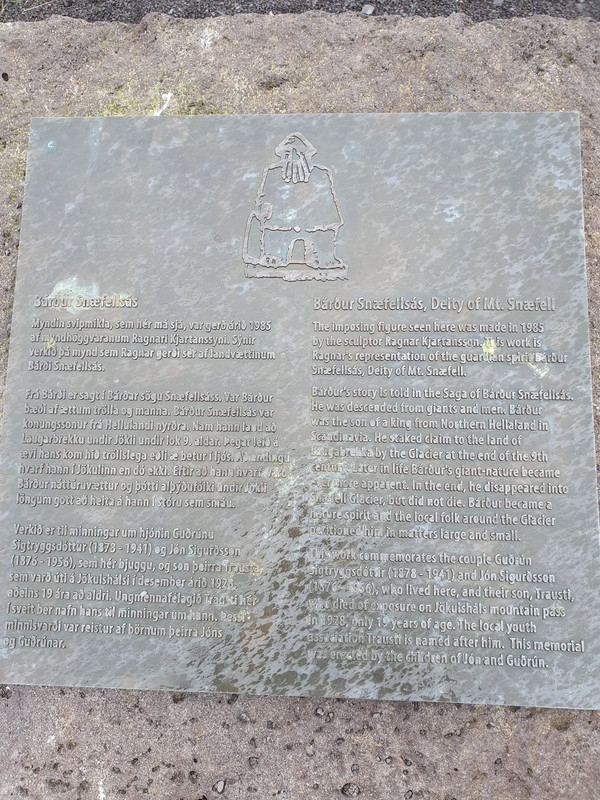 Bárður Snæfellsás
Myndin svipmikla, sem hér má sjá, var gerð árið 1985
af myndhöggvaranum Ragnari Kjartanssyni. Sýnir
verkið þá mynd sem Ragnar gerði sér af landvættinum
Bárði Snæfellsás.
Frá Bárði er sagt í Bárðar sögu Snæfellsáss. Var Bárður
bæði af ættum trölla og manna. Bárður Snæfellsás var
konungssonur frá Hellulandi nyrðra. Nam hann land að
Laugarbrekku undir Jökli undir lok 9. aldar. Þegar leið á
ævi hans kom hið tröllslega eðli æ betur í ljós. Að
hvarf hann í Jökulinn en dó ekki. Eftir að hann hvarf
Bárður náttúruvættur og þótti alþýðufólki undir Jökli
löngum gott að heita á hann í stóru sem smáu.
Verkið er til minningar um hjónin Guðrúnu
Sigtryggsdóttur (1878 - 1941) og Jón Sigurðsson
(1876 - 1956), sem hér bjuggu, og son þeirra Trausta,
sem varð úti á Jökulshálsi í desember árið 1928,
aðeins 19 ára að aldri. Ungmennafélagið Trausti hér
í sveit ber nafn hans til minningar um hann. Þessi
minnisvarði var reistur af börnum þeirra Jóns
og Guðrúnar.
Bárður Snæfellsás, Deity of Mt. Snæfell
The imposing figure seen here was made in 1985
by the sculptor Ragnar Kjartansson. This work is
Ragnar's representation of the guardian spirit Bárður
Snæfellsás, Deity of Mt. Snæfell.
Bárður's story is told in the Saga of Bárður Snæfellsás.
He was descended from giants and men. Bárður
was the son of a king from Northern Hellaland in
Scandinavia. He staked claim to the land of
Laugabrekka by the Glacier at the end of the 9th
century. Later in life Bárður's giant-nature became
ever more apparent. In the end, he disappeared into
Snæfell Glacier, but did not die. Bárður became a
nature spirit and the local folk around the Glacier
petitioned him in matters large and small.
This work commemorates the couple Guðrún
Sigtryggsdóttir (1878 - 1941) and Jón Sigurðsson
(1876 - 1956), who lived here, and their son, Trausti,
who died of exposure on Jökulsháls mountain pass
in 1928, only 19 years of age. The local youth
association Trausti is named after him. This memorial
was erected by the children of Jón and Guðrún.